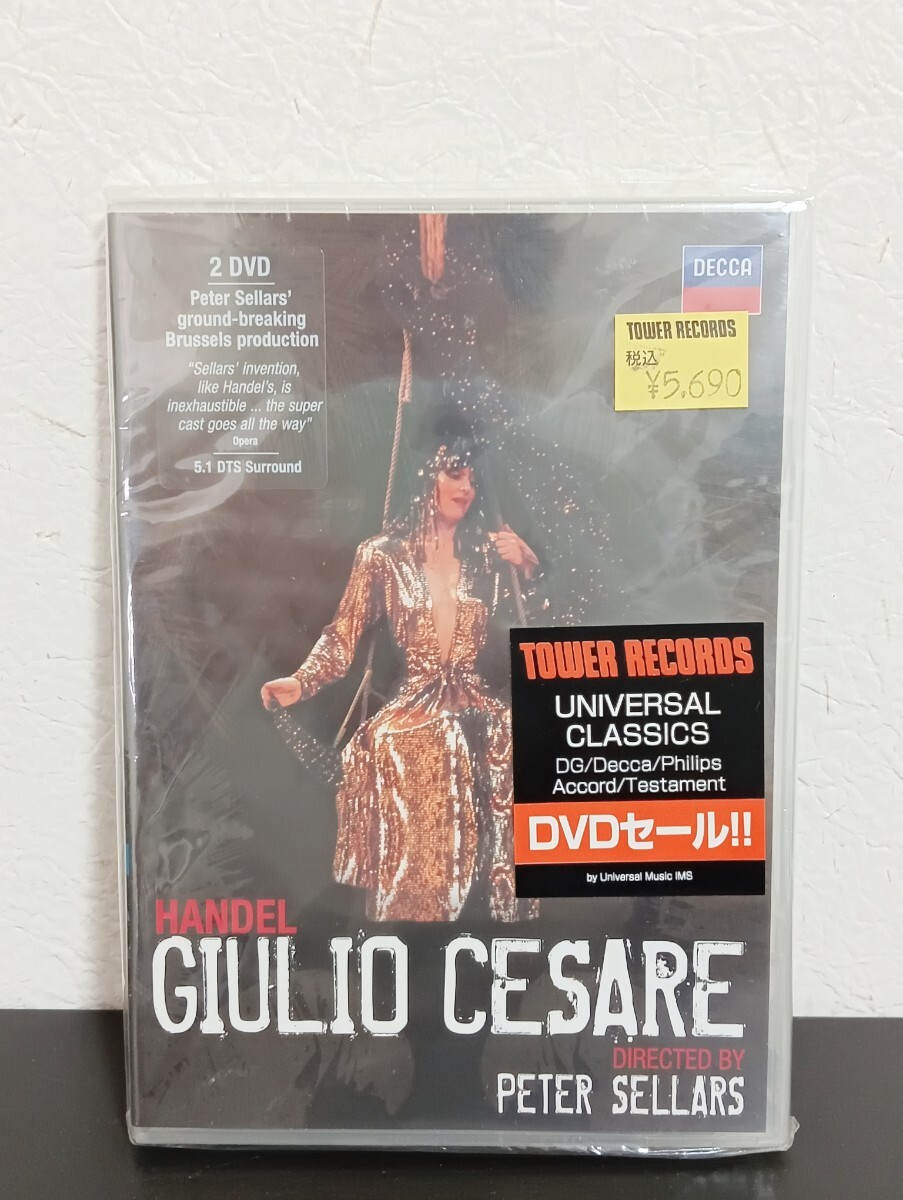 2 DVD
Peter Sellars'
ground-breaking
Brussels production
"Sellars' invention,
like Handel's, is
inexhaustible ... the super
cast goes all the way"
Opera
5.1 DTS Surround
DECCA
TOWER RECORDS
税込
¥5,690
TOWER RECORDS
UNIVERSAL
CLASSICS
DG/Decca/Philips
Accord/Testament
DVDセール!!
by Universal Music IMS
HANDEL
GIULIO CESARE
DIRECTED BY
PETER SELLARS